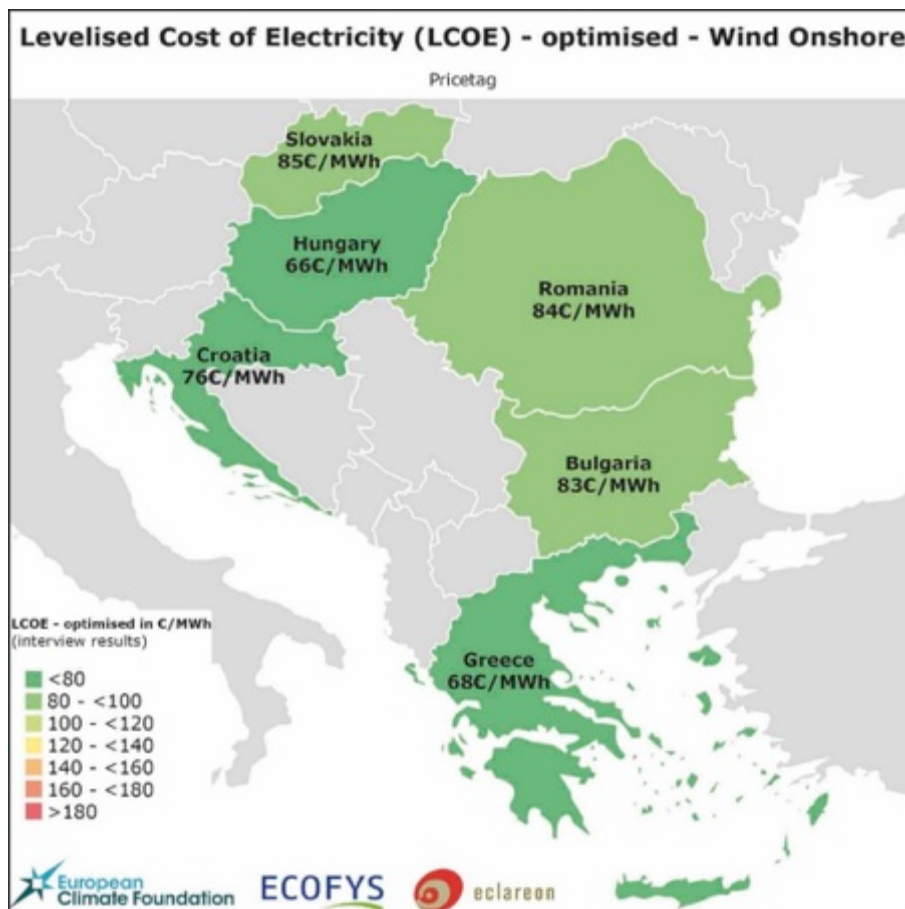 Levelised Cost of Electricity (LCOE) - optimised - Wind Onshore
Pricetag
Slovakia
85€/MWh
Hungary
66€/MWh
Romania
84€/MWh
Croatia
76€/MWh
Bulgaria
83€/MWh
Greece
68€/MWh
LCOE - optimised in €/MWh
(interview results)
<80
80 - <100
100 - <120
120 - <140
140 - <160
160 - <180
>180
European
Climate Foundation
ECOFYS
eclareon